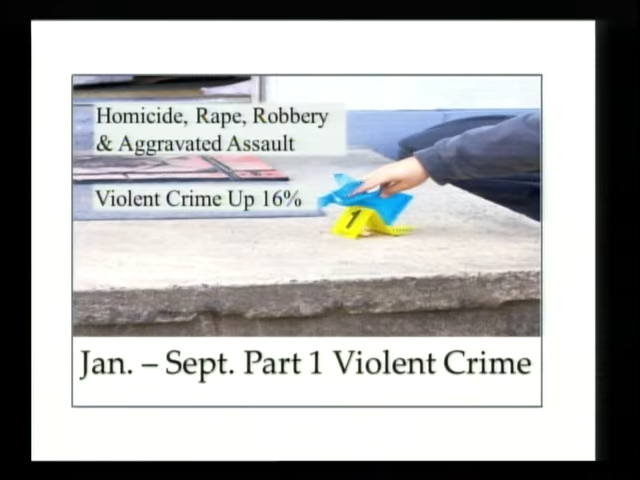 Homicide, Rape, Robbery
& Aggravated Assault
Violent Crime Up 16%
1
Jan. – Sept. Part 1 Violent Crime